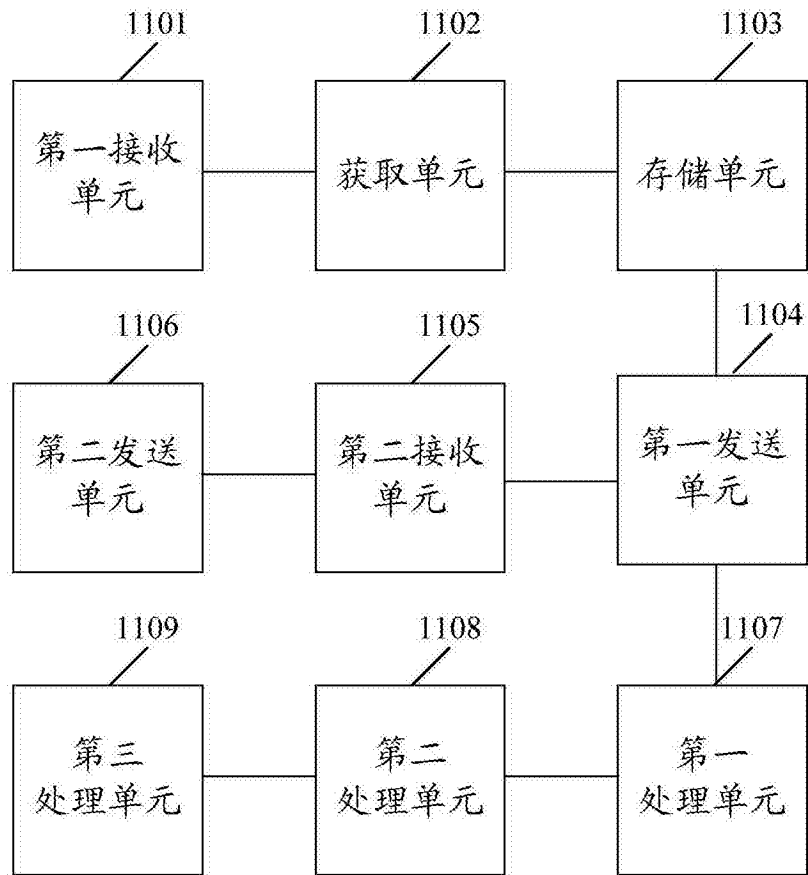 1101
1102
1103
第一接收
单元
获取单元
存储单元
1106
1105
1104
第二发送
单元
第二接收
单元
第一发送
单元
1109
1108
1107
第三
处理单元
第二
处理单元
第一
处理单元